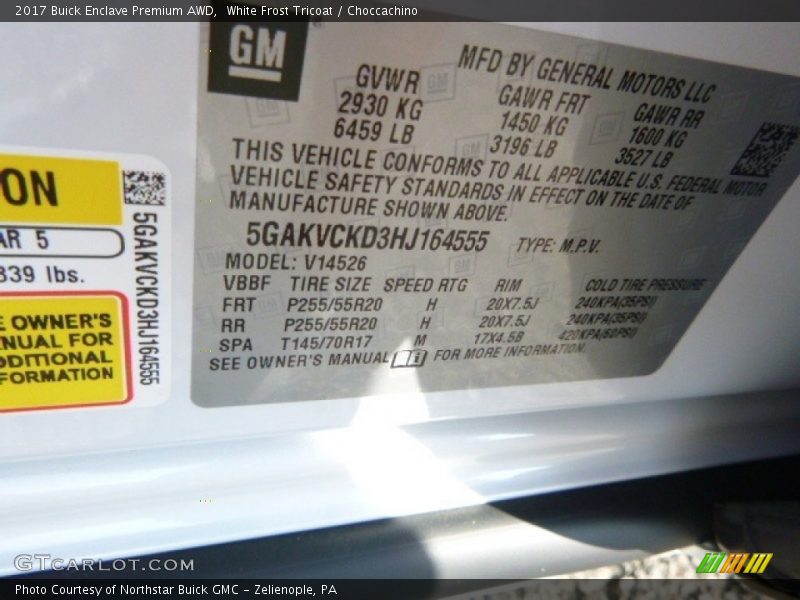 2017 Buick Enclave Premium AWD,  White Frost Tricoat / Choccachino
GM
MFD BY GENERAL MOTORS LLC
GVWR GAWR FRT GAWR RR
2930 KG 1450 KG 1600 KG
6459 LB 3196 LB 3527 LB
THIS VEHICLE CONFORMS TO ALL APPLICABLE U.S. FEDERAL MOTOR
VEHICLE SAFETY STANDARDS IN EFFECT ON THE DATE OF
MANUFACTURE SHOWN ABOVE.
5GAKVCKD3HJ164555 TYPE: M.P.V.
MODEL: V14526
VBBF TIRE SIZE SPEED RTG RIM COLD TIRE PRESSURE
FRT P255/55R20 H 20X7.5J 240KPA(35PSI)
RR P255/55R20 H 20X7.5J 240KPA(35PSI)
SPA T145/70R17 M 17X4.5B 420KPA(60PSI)
SEE OWNER'S MANUAL i FOR MORE INFORMATION.
ON
AR 5
839 lbs.
E OWNER'S
NUAL FOR
DDITIONAL
FORMATION
5GAKVCKD3HJ164555
GTCARLOT.COM
Photo Courtesy of Northstar Buick GMC - Zelienople, PA